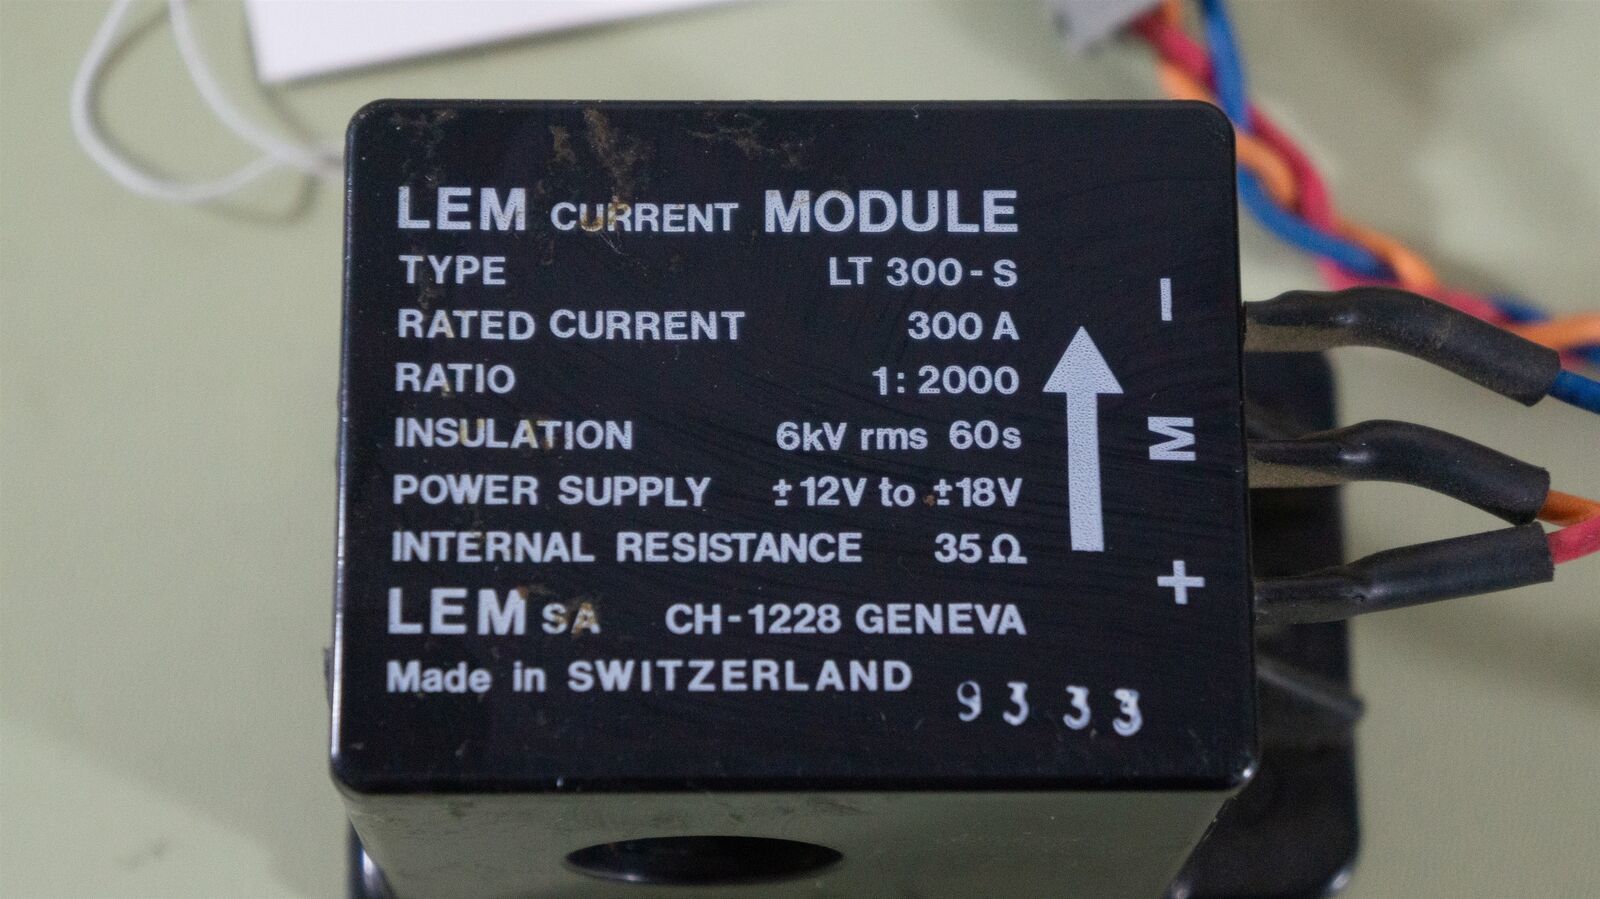 LEM CURRENT MODULE
TYPE LT 300-S
RATED CURRENT 300 A
RATIO 1: 2000
INSULATION 6kV rms 60s
POWER SUPPLY ±12V to ±18V
INTERNAL RESISTANCE 35 Ω
LEM SA CH-1228 GENEVA
Made in SWITZERLAND
9333
-
M
+